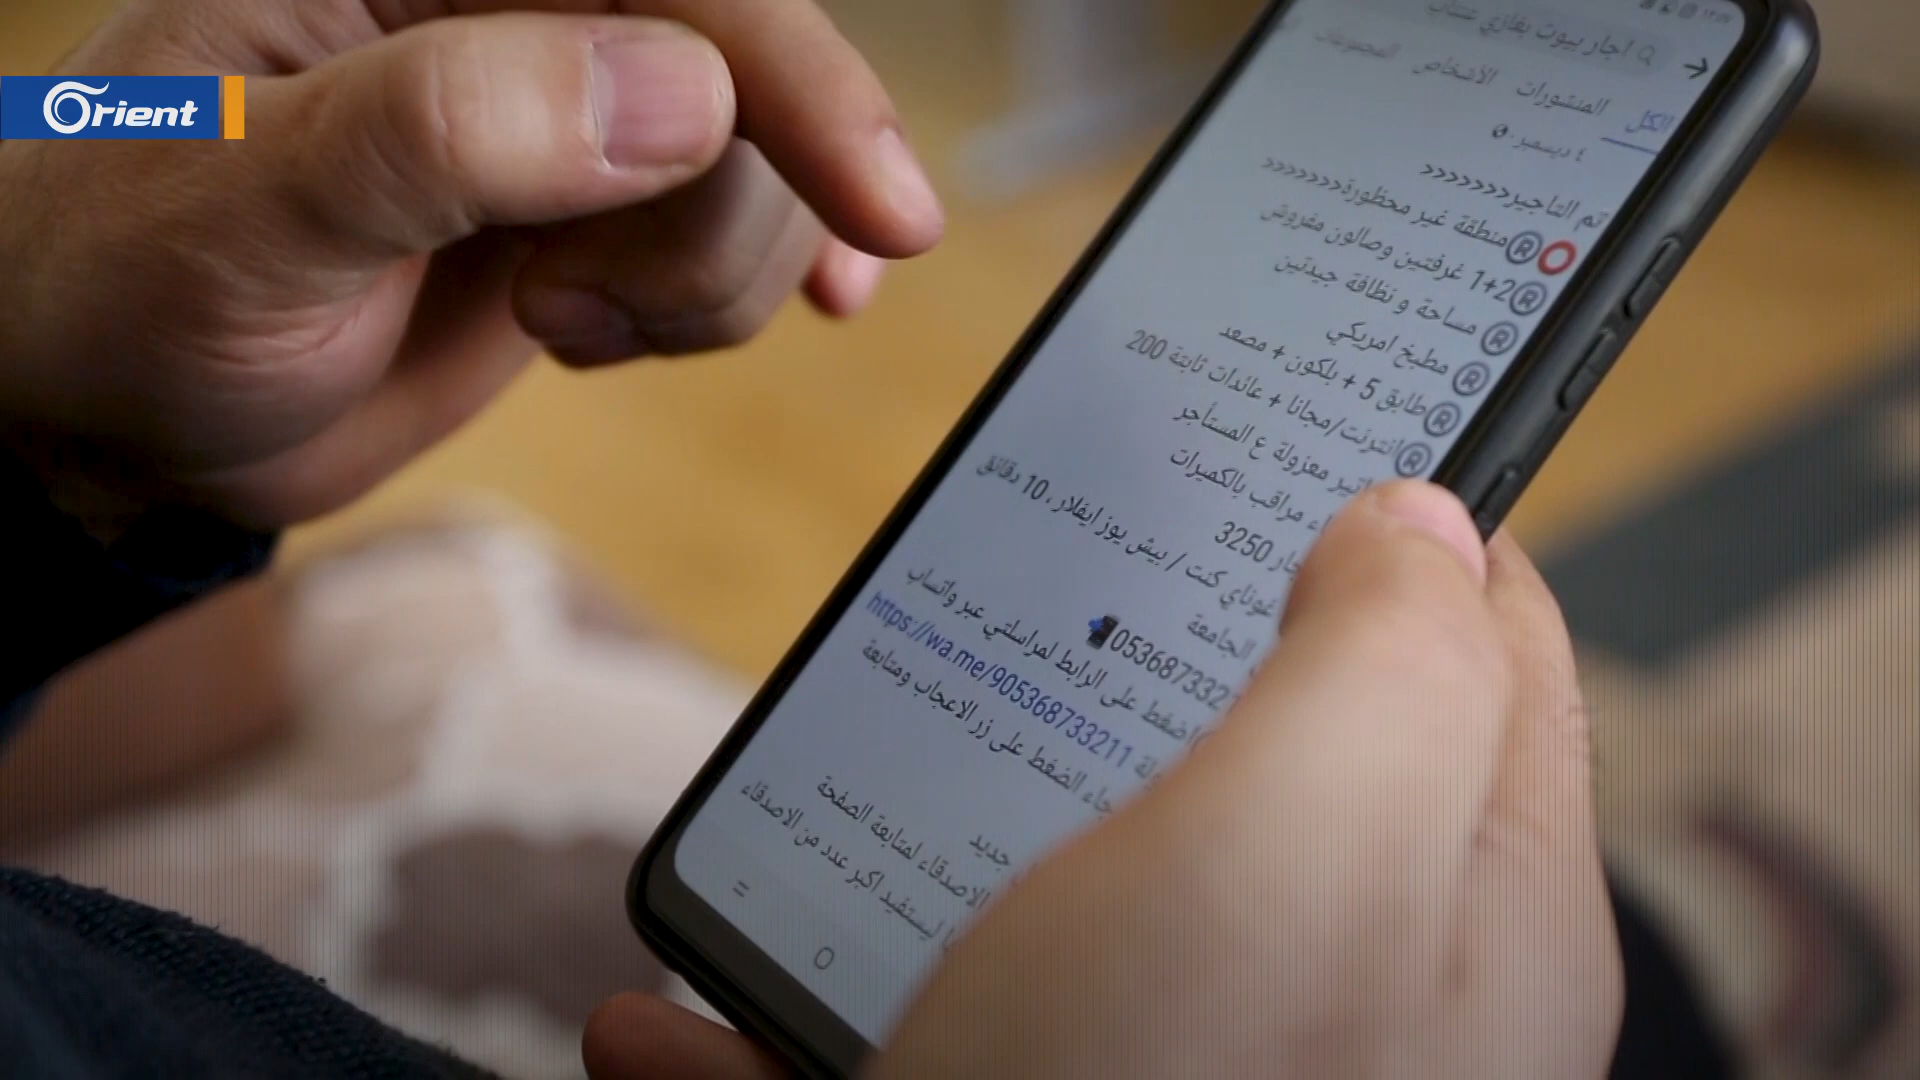 Orient
اجار بيوت بغازي عنتاب
الكل المنشورات الأشخاص المجموعات
٤ ديسمبر
تم التاجير>>>>>>>
منطقة غير محظورة>>>>>>>
1+2 غرفتين وصالون مفروش
مساحة و نظافة جيدتين
مطبخ امريكي
طابق 5 + بلكون + مصعد
انترنت/مجانا + عائدات ثابتة 200
معزولة ع المستأجر
مراقب بالكميرات
3250
غوناي كنت / بيش يوز ايفلار ، 10 دقائق
الجامعة
053687332
اضغط على الرابط لمراسلتي عبر واتساب
https://wa.me/905368733211
الضغط على زر الاعجاب ومتابعة
جديد
الاصدقاء لمتابعة الصفحة
ليستفيد اكبر عدد من الاصدقاء